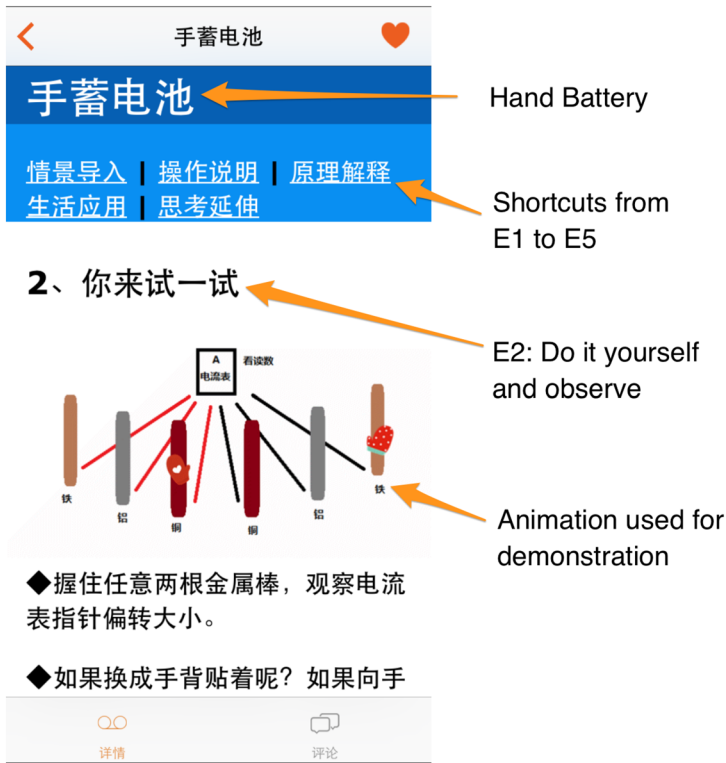 手蓄电池
手蓄电池
Hand Battery
情景导入 | 操作说明 | 原理解释
生活应用 | 思考延伸
Shortcuts from
E1 to E5
2、你来试一试
E2: Do it yourself
and observe
A
电流表
看读数
铁
铝
铜
铜
铝
铁
Animation used for
demonstration
◆握住任意两根金属棒，观察电流
表指针偏转大小。
◆如果换成手背贴着呢？如果向手
详情
评论